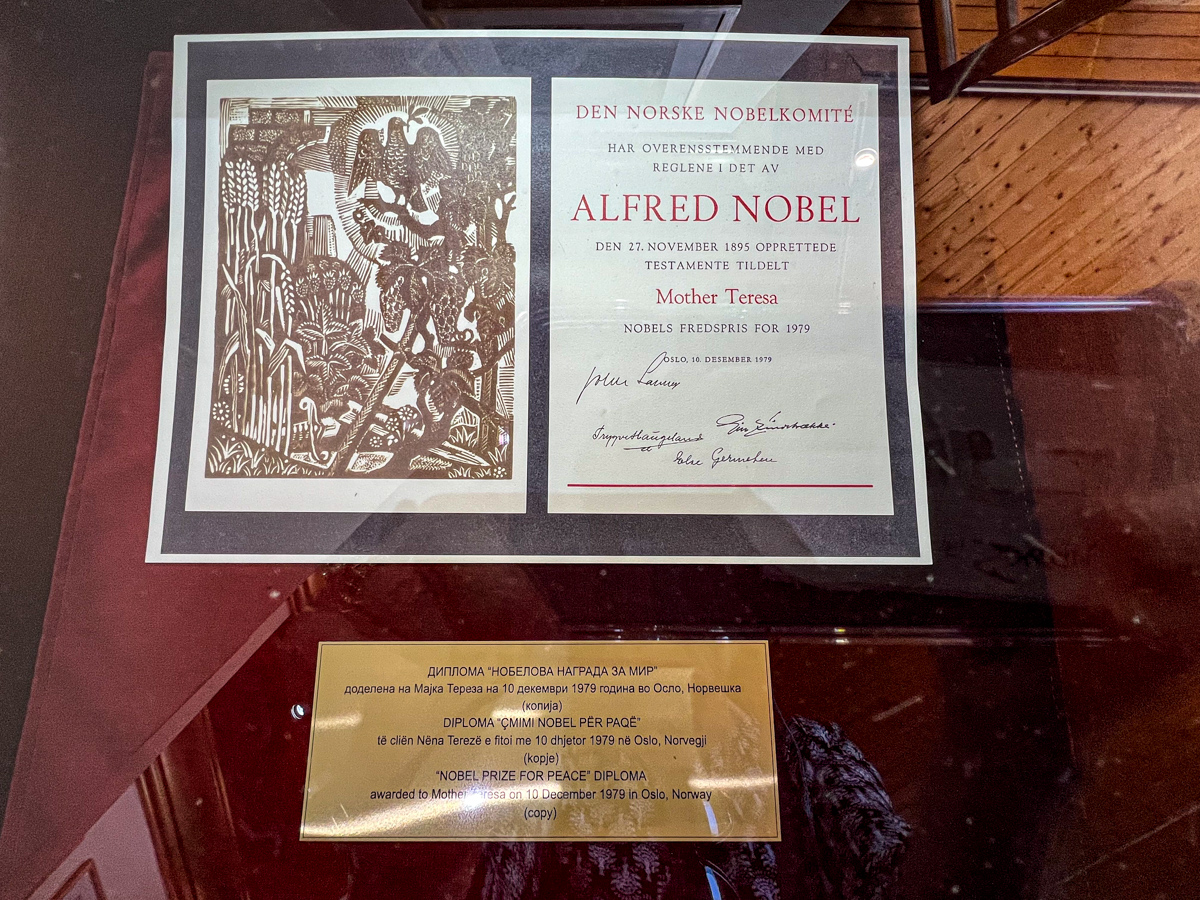 DEN NORSKE NOBELKOMITÉ
HAR OVERENSSTEMMENDE MED
REGLENE I DET AV
ALFRED NOBEL
DEN 27. NOVEMBER 1895 OPPRETTEDE
TESTAMENTE TILDELT
Mother Teresa
NOBELS FREDSPRIS FOR 1979
OSLO, 10. DESEMBER 1979
ДИПЛОМА “НОБЕЛОВА НАГРАДА ЗА МИР”
доделена на Мајка Тереза на 10 декември 1979 година во Осло, Норвешка
(копија)
DIPLOMA “ÇMIMI NOBEL PËR PAQË”
të cliën Nëna Terezë e fitoi me 10 dhjetor 1979 në Oslo, Norvegji
(kopje)
“NOBEL PRIZE FOR PEACE” DIPLOMA
awarded to Mother Teresa on 10 December 1979 in Oslo, Norway
(copy)